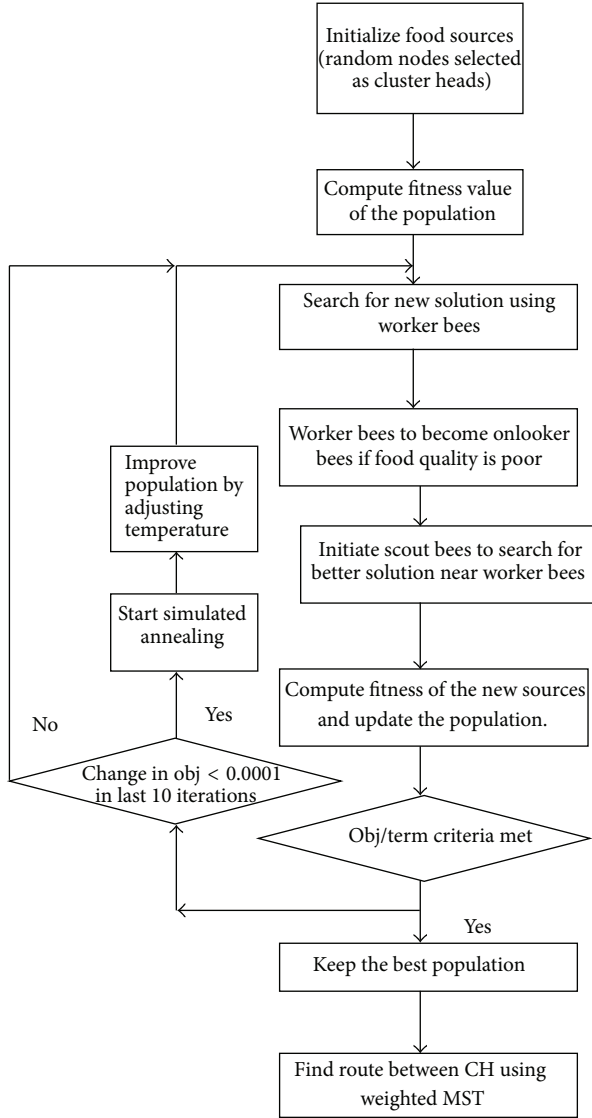 Initialize food sources
(random nodes selected
as cluster heads)
Compute fitness value
of the population
Search for new solution using
worker bees
Worker bees to become onlooker
bees if food quality is poor
Improve
population by
adjusting
temperature
Initiate scout bees to search for
better solution near worker bees
Start simulated
annealing
Compute fitness of the new sources
and update the population.
No
Yes
Change in obj < 0.0001
in last 10 iterations
Obj/term criteria met
Yes
Keep the best population
Find route between CH using
weighted MST